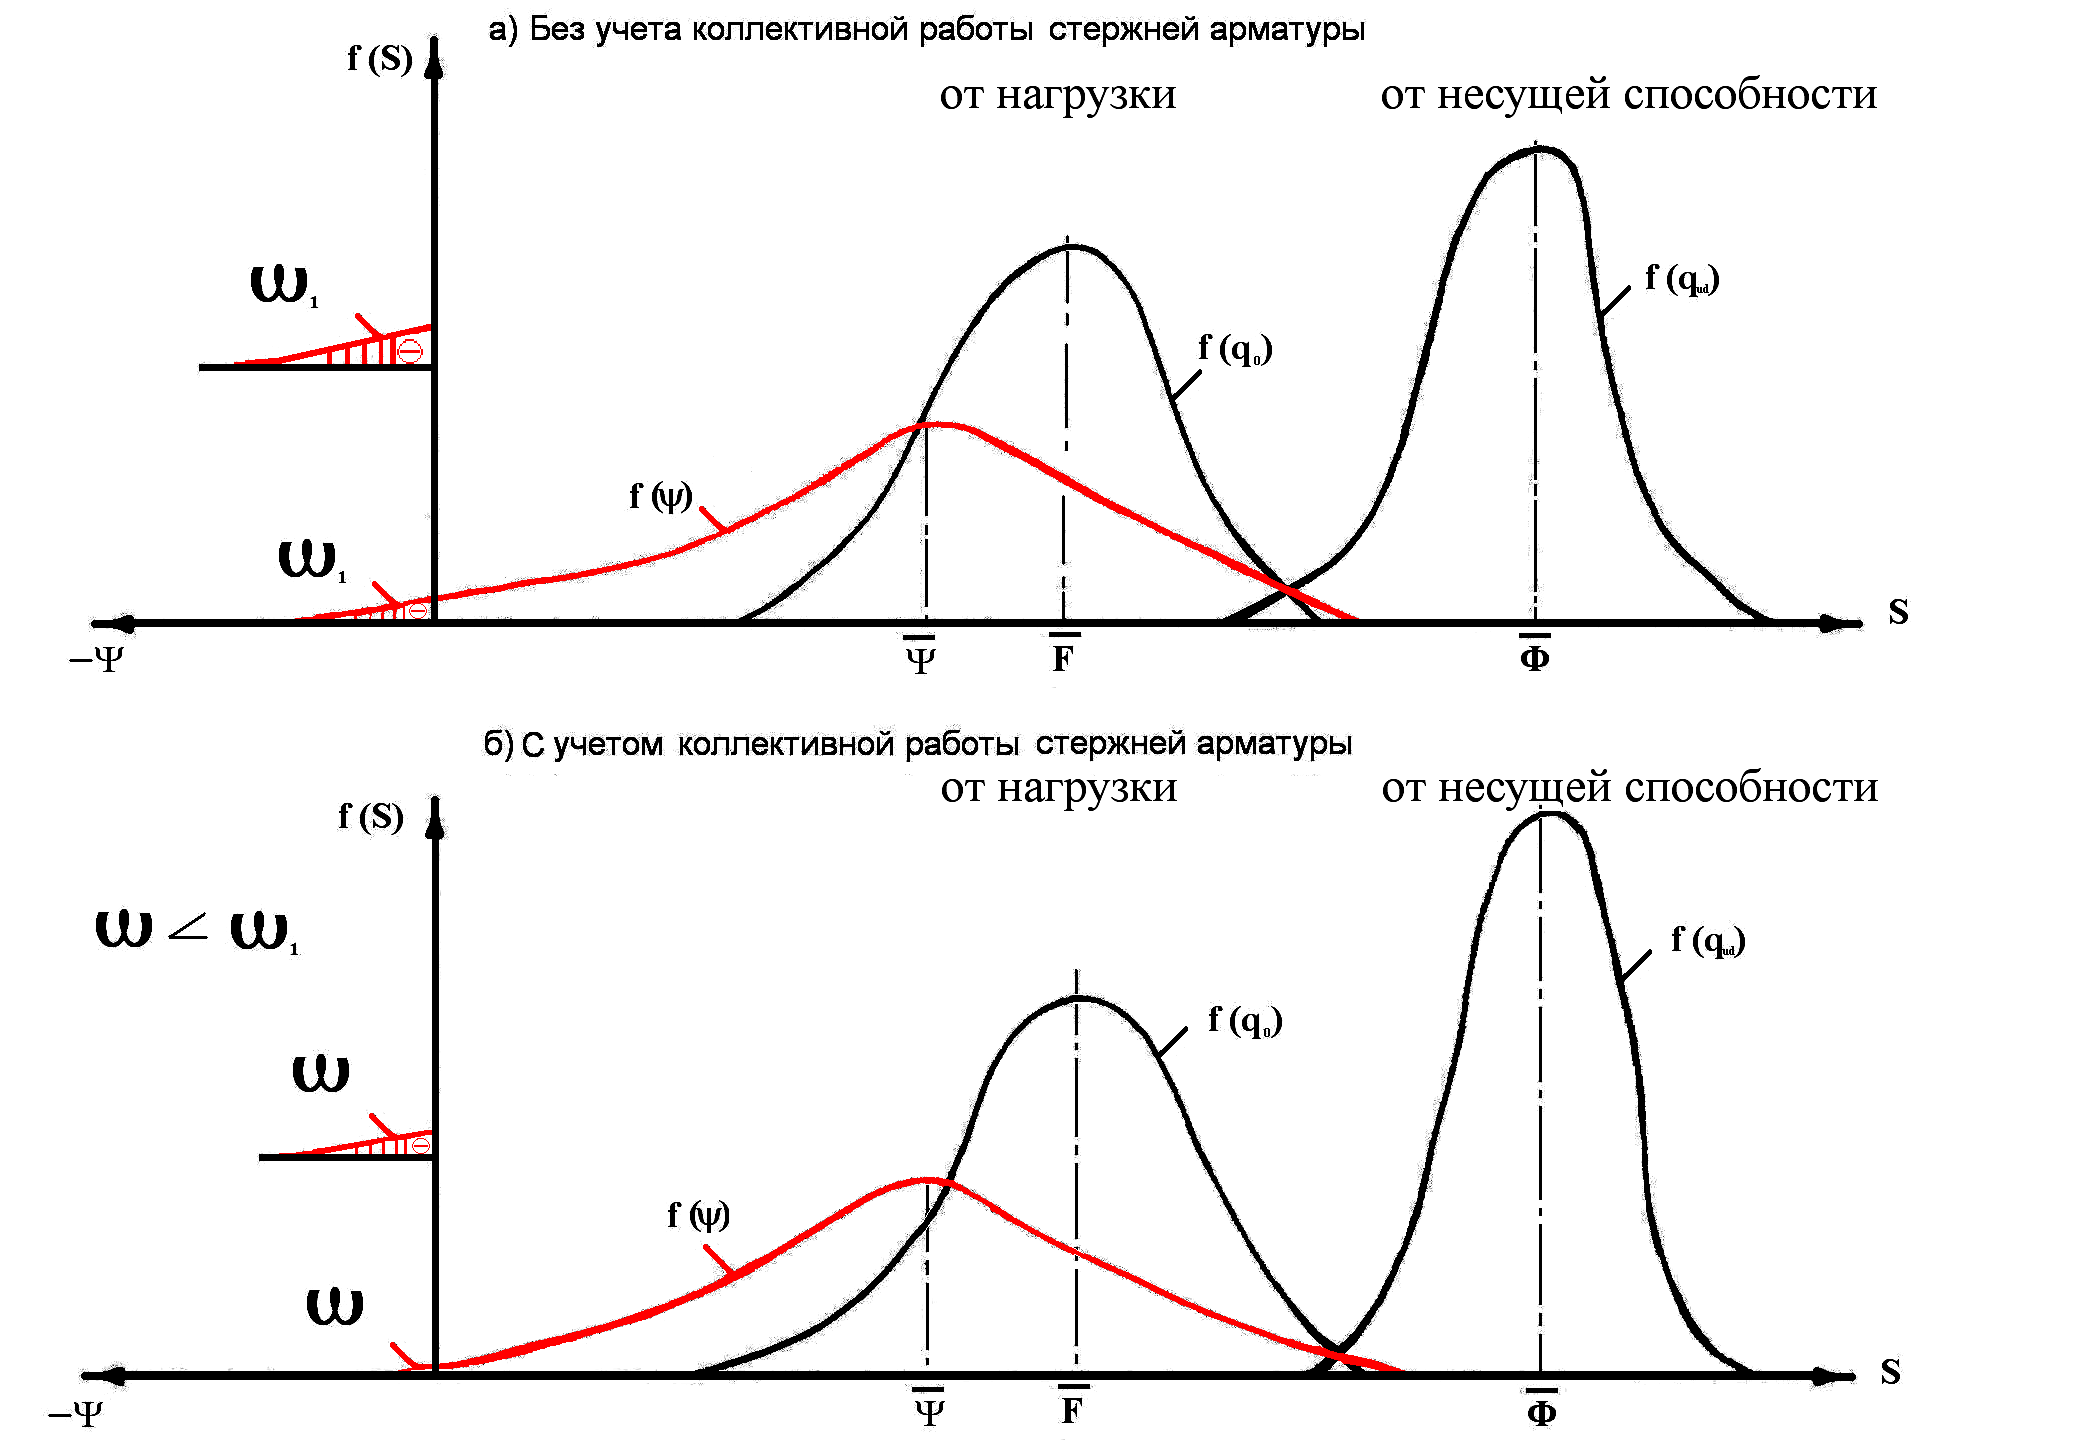 а) Без учета коллективной работы стержней арматуры
f (S)
от нагрузки
от несущей способности
ω₁
f (qud)
f (q₀)
f (ψ)
ω₁
S
−Ψ
Ψ̅
F̅
Φ̅
б) С учетом коллективной работы стержней арматуры
от нагрузки
от несущей способности
f (S)
ω ∠ ω₁
f (qud)
f (q₀)
ω
f (ψ)
ω
S
−Ψ
Ψ̅
F̅
Φ̅